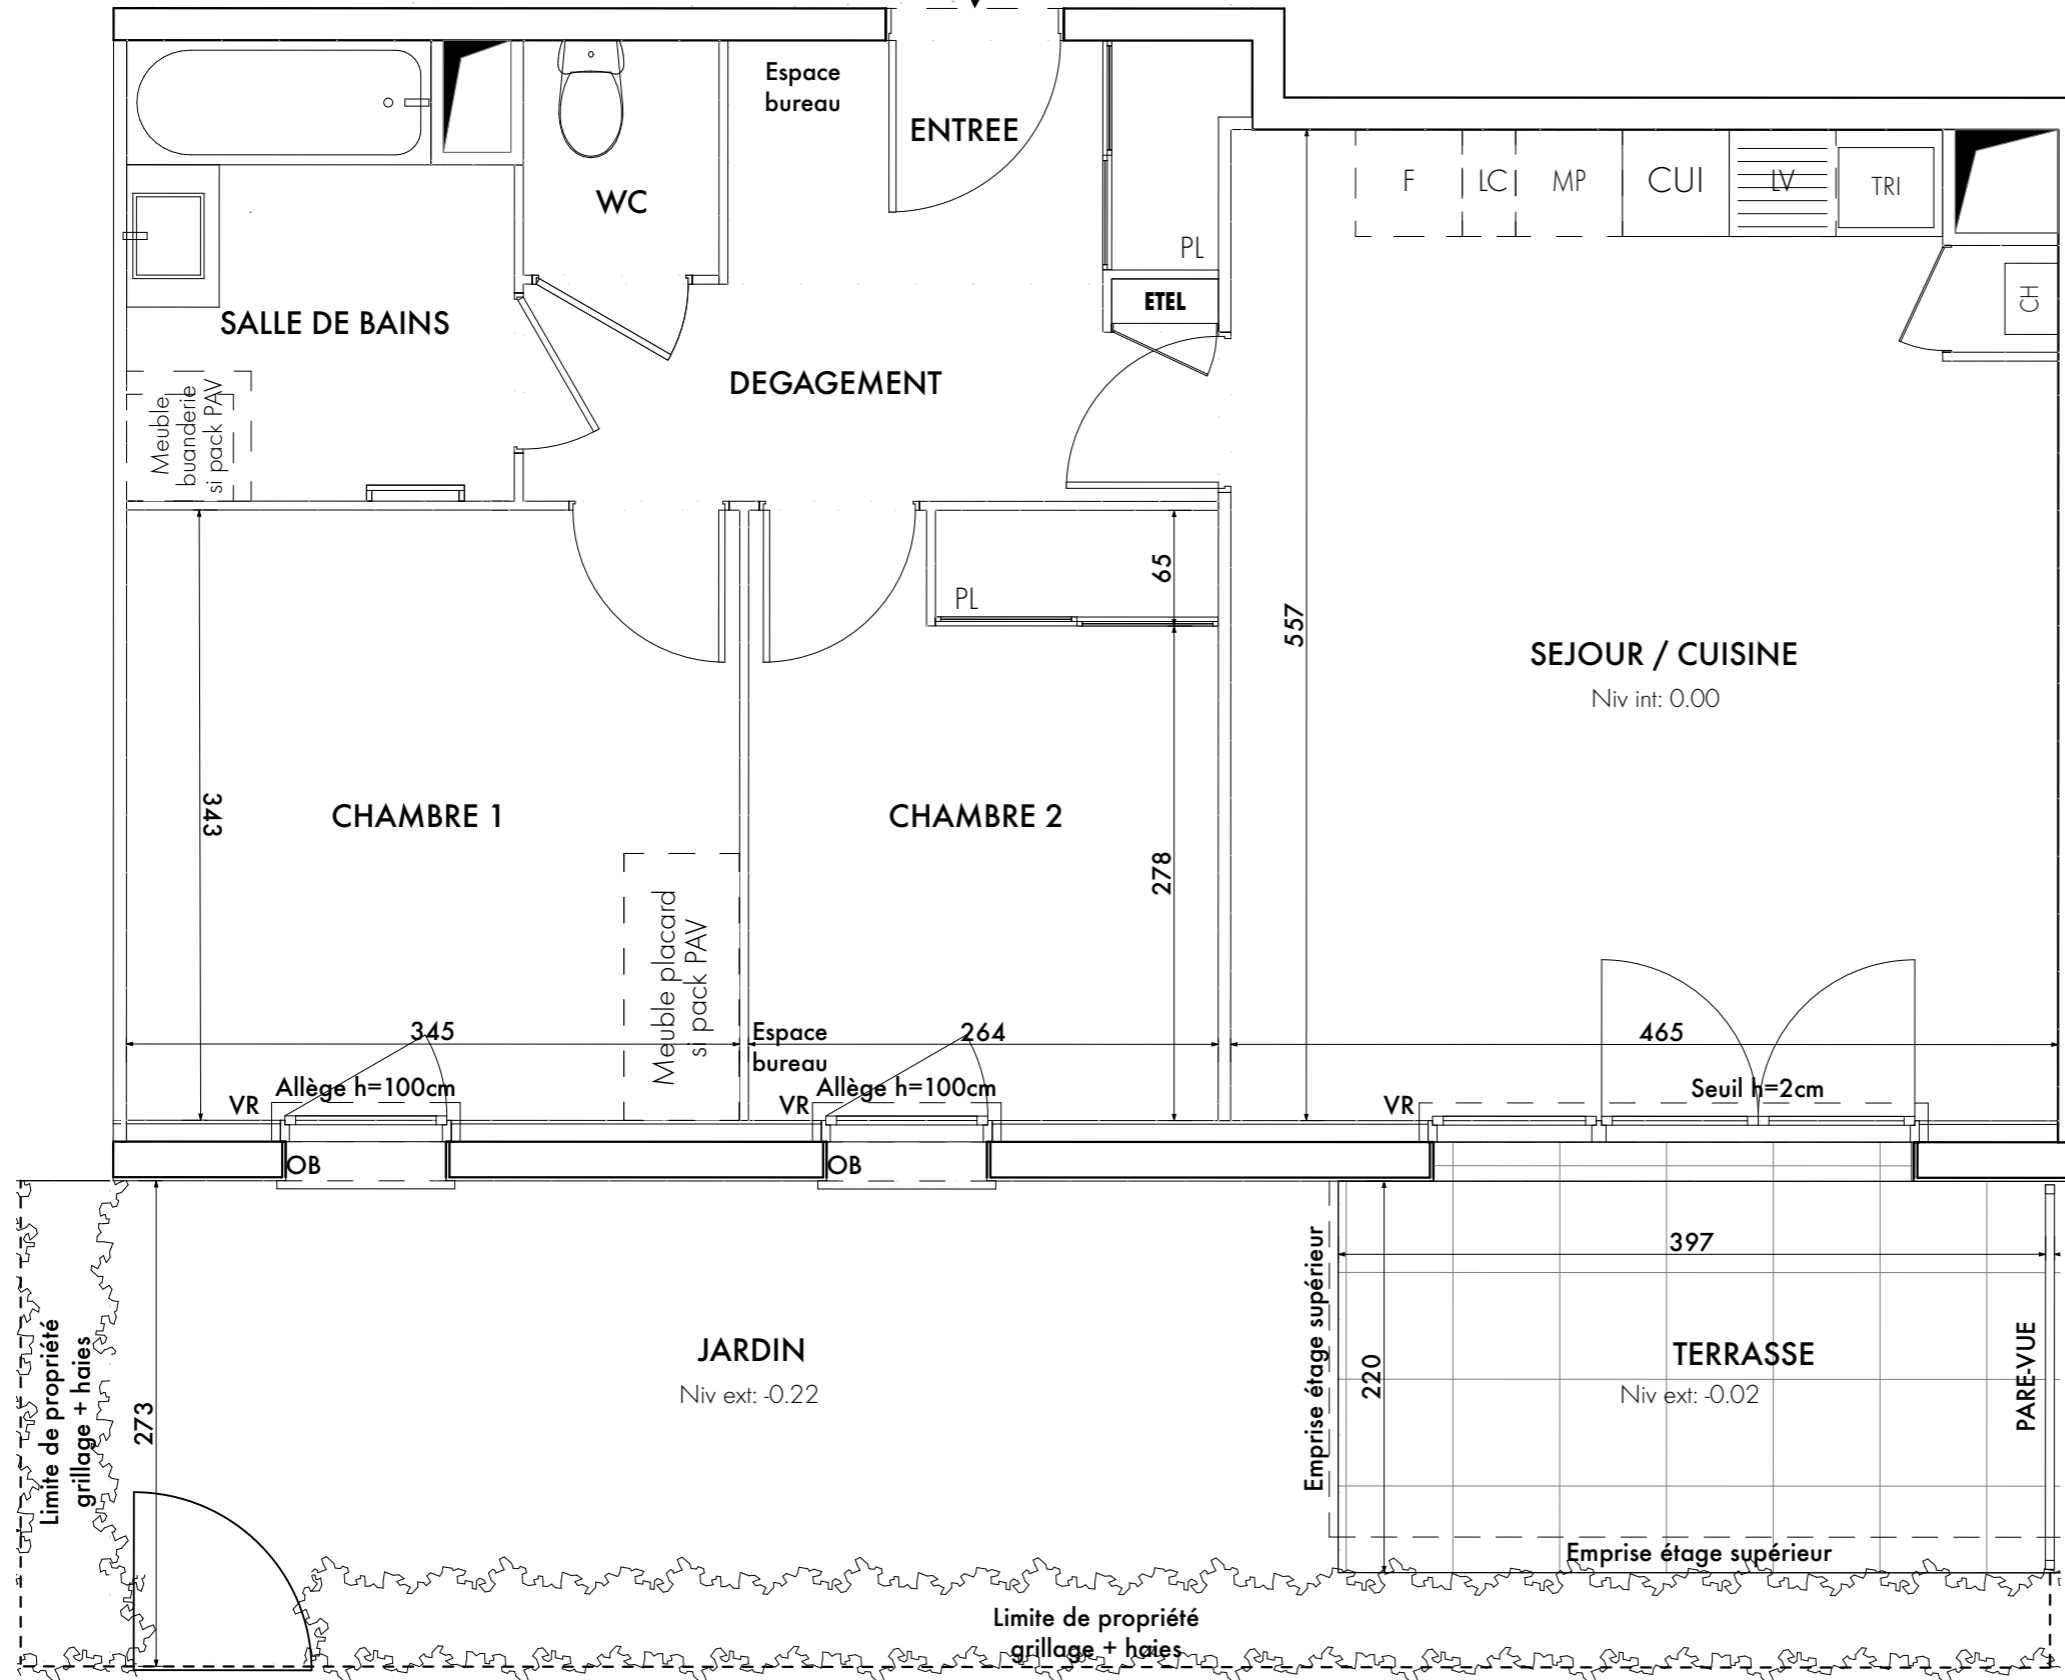 Espace
bureau
ENTREE
WC
PL
ETEL
F
LC
MP
CUI
LV
TRI
CH
SALLE DE BAINS
DEGAGEMENT
Meuble
buanderie
si pack PAV
PL
65
557
SEJOUR / CUISINE
Niv int: 0.00
343
CHAMBRE 1
CHAMBRE 2
278
Meuble placard
si pack PAV
345
Espace
bureau
264
465
Allège h=100cm
VR
Allège h=100cm
VR
Seuil h=2cm
VR
OB
OB
397
Emprise étage supérieur
220
JARDIN
Niv ext: -0.22
TERRASSE
Niv ext: -0.02
PARE-VUE
Limite de propriété
grillage + haies
273
Emprise étage supérieur
Limite de propriété
grillage + haies